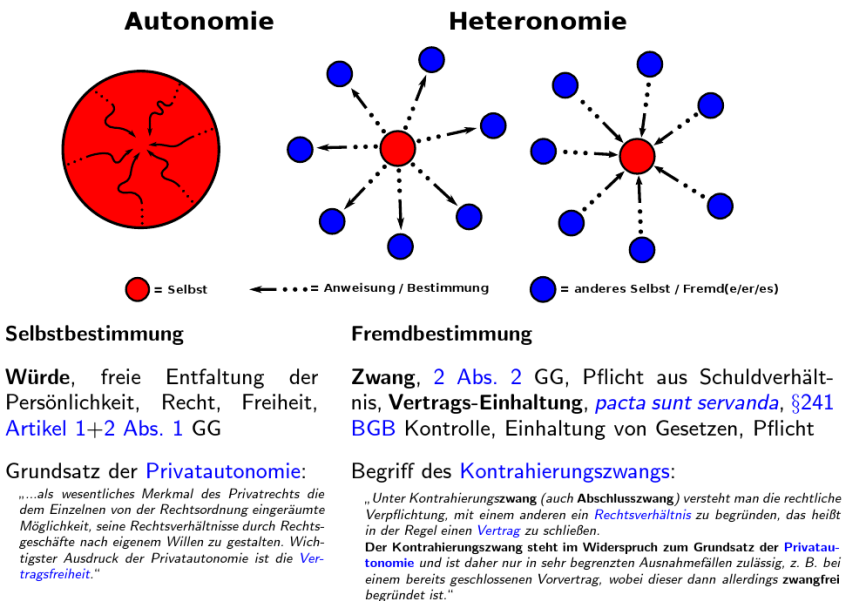 Autonomie
Heteronomie
= Selbst
= Anweisung / Bestimmung
= anderes Selbst / Fremd(e/er/es)
Selbstbestimmung
Würde, freie Entfaltung der
Persönlichkeit, Recht, Freiheit,
Artikel 1+2 Abs. 1 GG
Grundsatz der Privatautonomie:
„...als wesentliches Merkmal des Privatrechts die
dem Einzelnen von der Rechtsordnung eingeräumte
Möglichkeit, seine Rechtsverhältnisse durch Rechts-
geschäfte nach eigenem Willen zu gestalten. Wich-
tigster Ausdruck der Privatautonomie ist die Ver-
tragsfreiheit.“
Fremdbestimmung
Zwang, 2 Abs. 2 GG, Pflicht aus Schuldverhält-
nis, Vertrags-Einhaltung, pacta sunt servanda, §241
BGB Kontrolle, Einhaltung von Gesetzen, Pflicht
Begriff des Kontrahierungszwangs:
„Unter Kontrahierungszwang (auch Abschlusszwang) versteht man die rechtliche
Verpflichtung, mit einem anderen ein Rechtsverhältnis zu begründen, das heißt
in der Regel einen Vertrag zu schließen.
Der Kontrahierungszwang steht im Widerspruch zum Grundsatz der Privatau-
tonomie und ist daher nur in sehr begrenzten Ausnahmefällen zulässig, z. B. bei
einem bereits geschlossenen Vorvertrag, wobei dieser dann allerdings zwangfrei
begründet ist.“